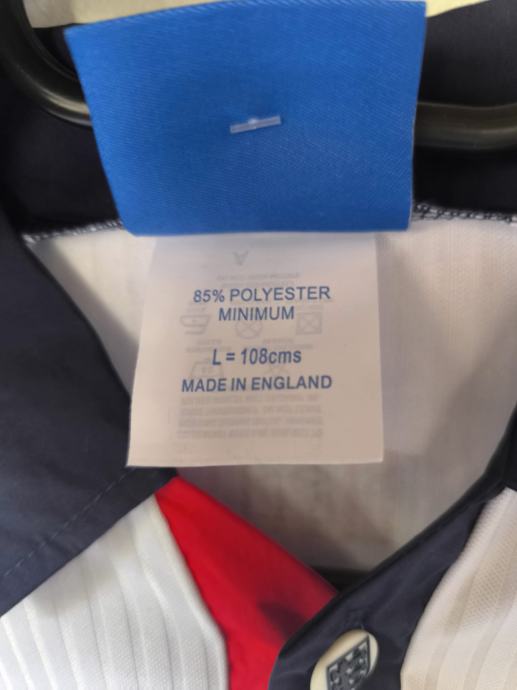 85% POLYESTER
MINIMUM
L = 108cms
MADE IN ENGLAND